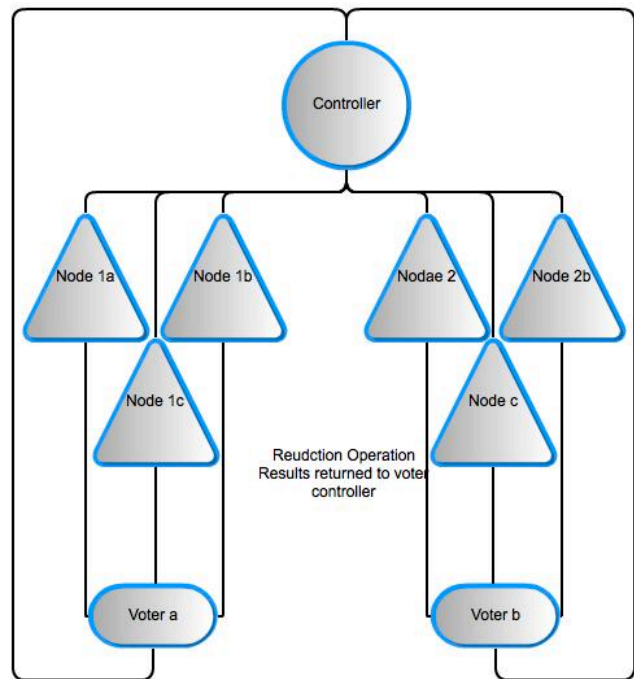 Controller
Node 1a
Node 1b
Nodae 2
Node 2b
Node 1c
Node c
Reudction Operation
Results returned to voter
controller
Voter a
Voter b